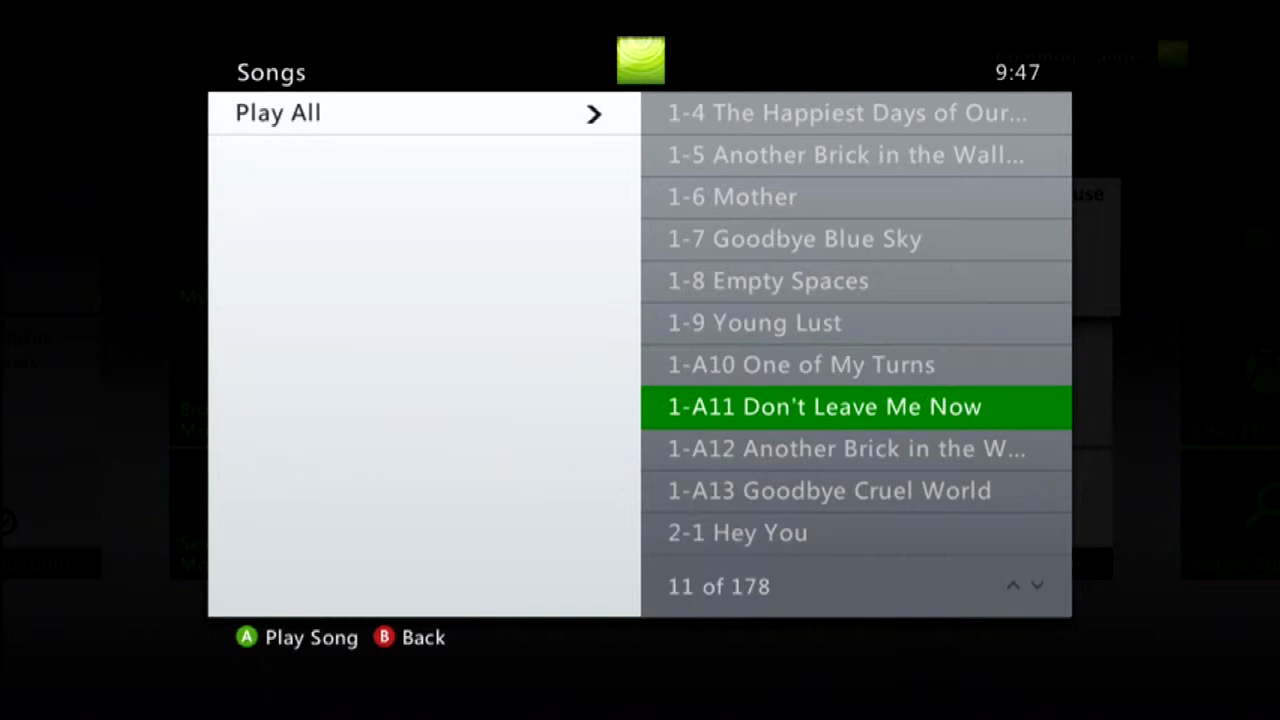 Songs
9:47
Play All
1-4 The Happiest Days of Our...
1-5 Another Brick in the Wall...
1-6 Mother
1-7 Goodbye Blue Sky
1-8 Empty Spaces
1-9 Young Lust
1-A10 One of My Turns
1-A11 Don't Leave Me Now
1-A12 Another Brick in the W...
1-A13 Goodbye Cruel World
2-1 Hey You
11 of 178
A Play Song B Back